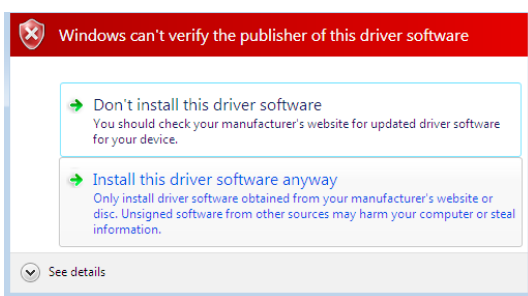 Windows can't verify the publisher of this driver software
Don't install this driver software
You should check your manufacturer's website for updated driver software
for your device.
Install this driver software anyway
Only install driver software obtained from your manufacturer's website or
disc. Unsigned software from other sources may harm your computer or steal
information.
See details